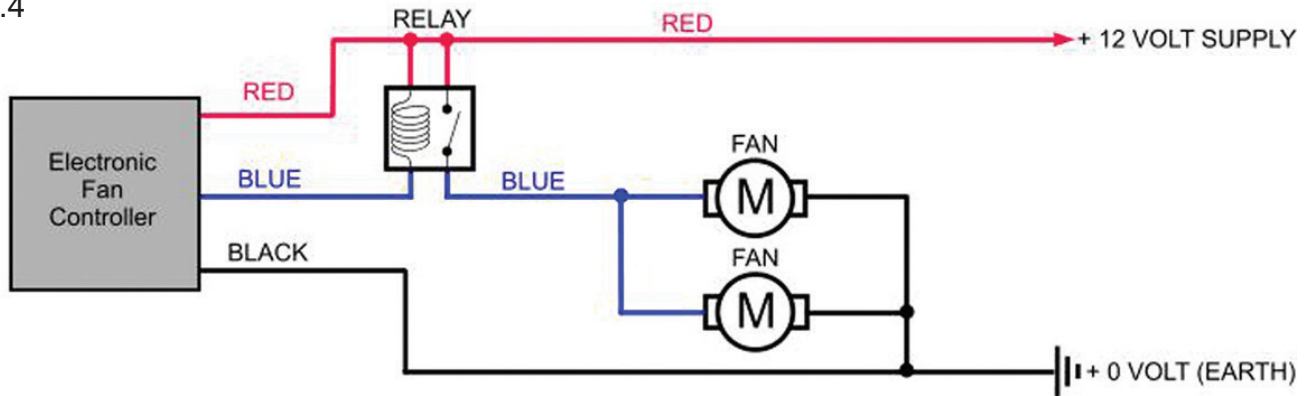 .4
RELAY
RED
+ 12 VOLT SUPPLY
RED
Electronic
Fan
Controller
BLUE
BLUE
BLACK
FAN
M
FAN
M
+ 0 VOLT (EARTH)